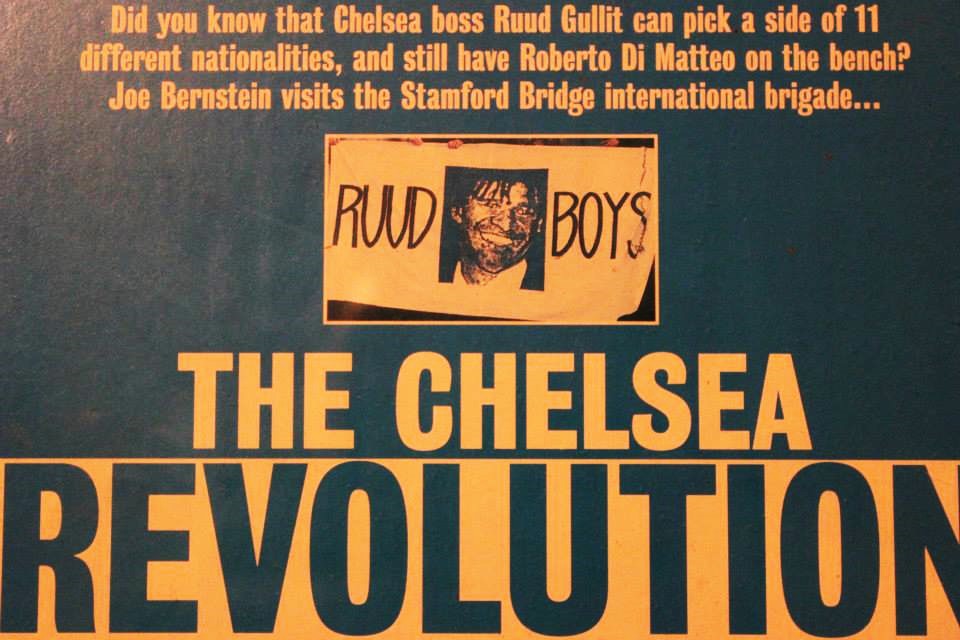 Did you know that Chelsea boss Ruud Gullit can pick a side of 11
different nationalities, and still have Roberto Di Matteo on the bench?
Joe Bernstein visits the Stamford Bridge international brigade...
RUUD BOYS
THE CHELSEA
REVOLUTION